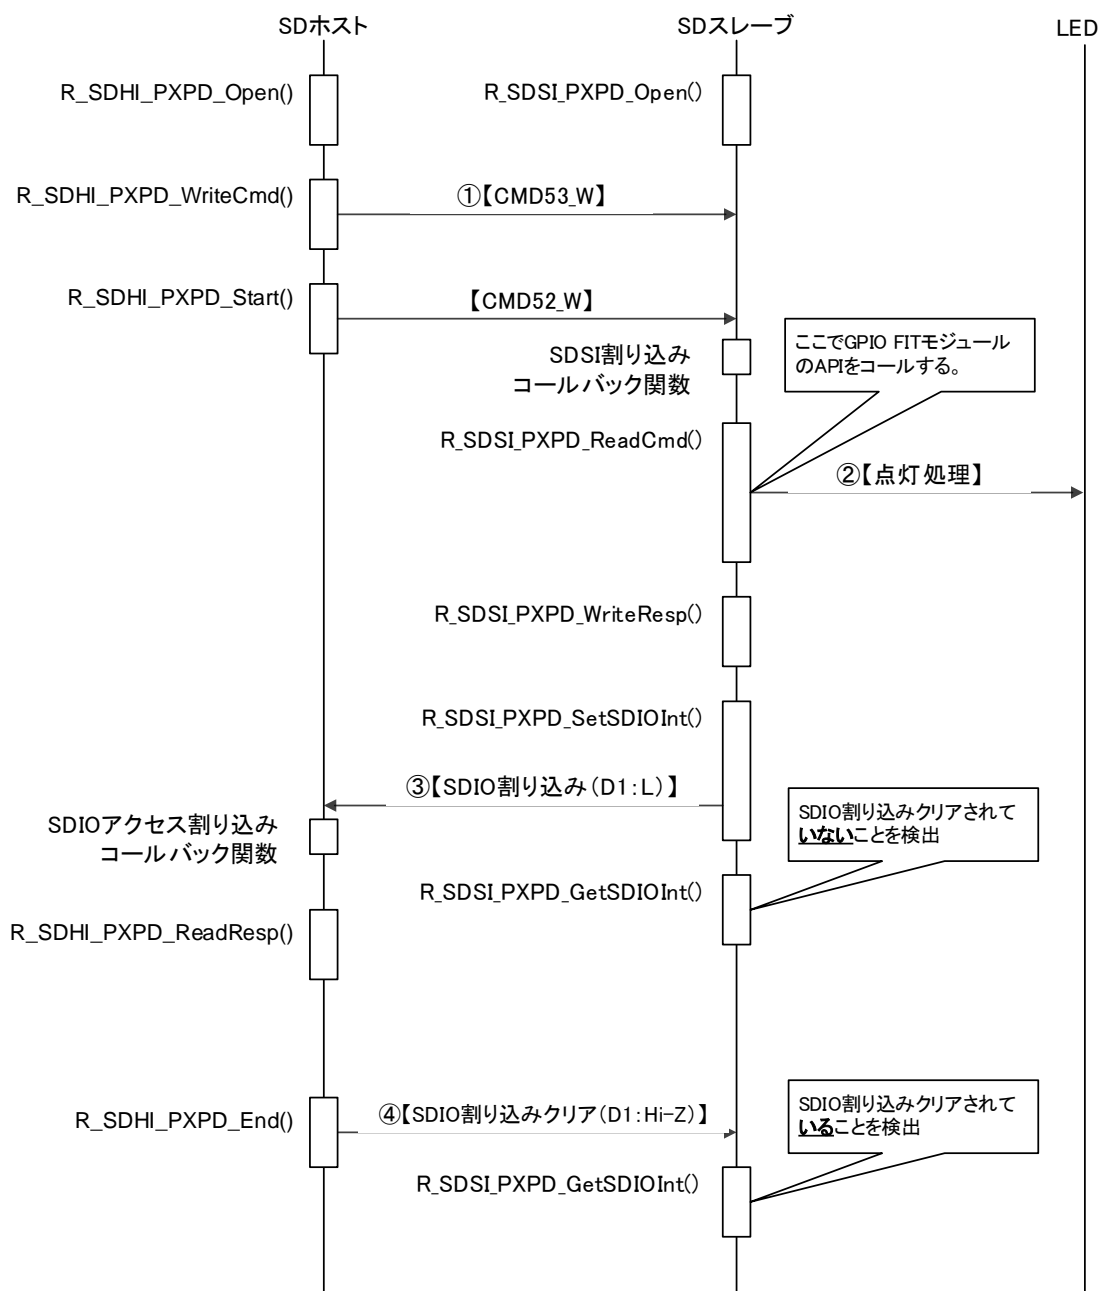 SDホスト
SDスレーブ
LED
R_SDHI_PXPD_Open()
R_SDSI_PXPD_Open()
R_SDHI_PXPD_WriteCmd()
①【CMD53_W】
R_SDHI_PXPD_Start()
【CMD52_W】
SDSI割り込み
コールバック関数
ここでGPIO FITモジュール
のAPIをコールする。
R_SDSI_PXPD_ReadCmd()
②【点灯処理】
R_SDSI_PXPD_WriteResp()
R_SDSI_PXPD_SetSDIOInt()
③【SDIO割り込み（D1：L）】
SDIOアクセス割り込み
コールバック関数
SDIO割り込みクリアされて
いないことを検出
R_SDSI_PXPD_GetSDIOInt()
R_SDHI_PXPD_ReadResp()
R_SDHI_PXPD_End()
④【SDIO割り込みクリア（D1：Hi-Z）】
SDIO割り込みクリアされて
いることを検出
R_SDSI_PXPD_GetSDIOInt()